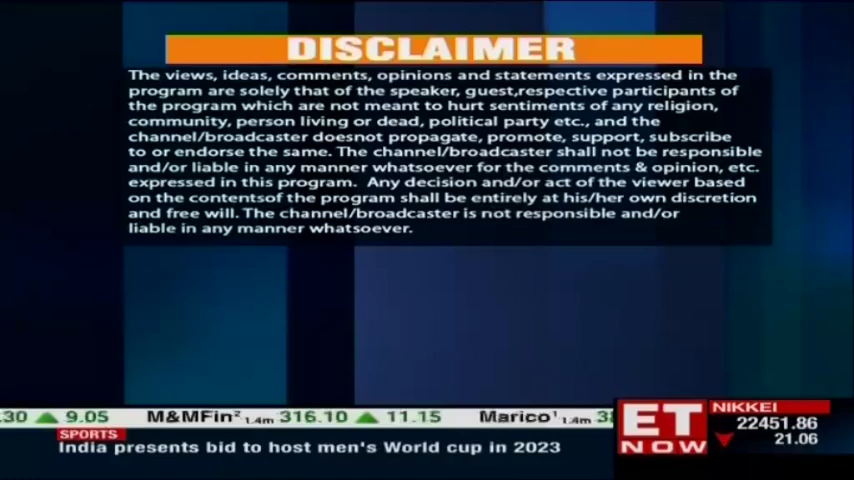 DISCLAIMER
The views, ideas, comments, opinions and statements expressed in the
program are solely that of the speaker, guest,respective participants of
the program which are not meant to hurt sentiments of any religion,
community, person living or dead, political party etc., and the
channel/broadcaster doesnot propagate, promote, support, subscribe
to or endorse the same. The channel/broadcaster shall not be responsible
and/or liable in any manner whatsoever for the comments & opinion, etc.
expressed in this program. Any decision and/or act of the viewer based
on the contentsof the program shall be entirely at his/her own discretion
and free will. The channel/broadcaster is not responsible and/or
liable in any manner whatsoever.
.30 ▲ 9.05 M&MFin² 1.4m 316.10 ▲ 11.15 Marico¹ 1.4m
SPORTS
India presents bid to host men's World cup in 2023
ET
NOW
NIKKEI
22451.86
▼ 21.06